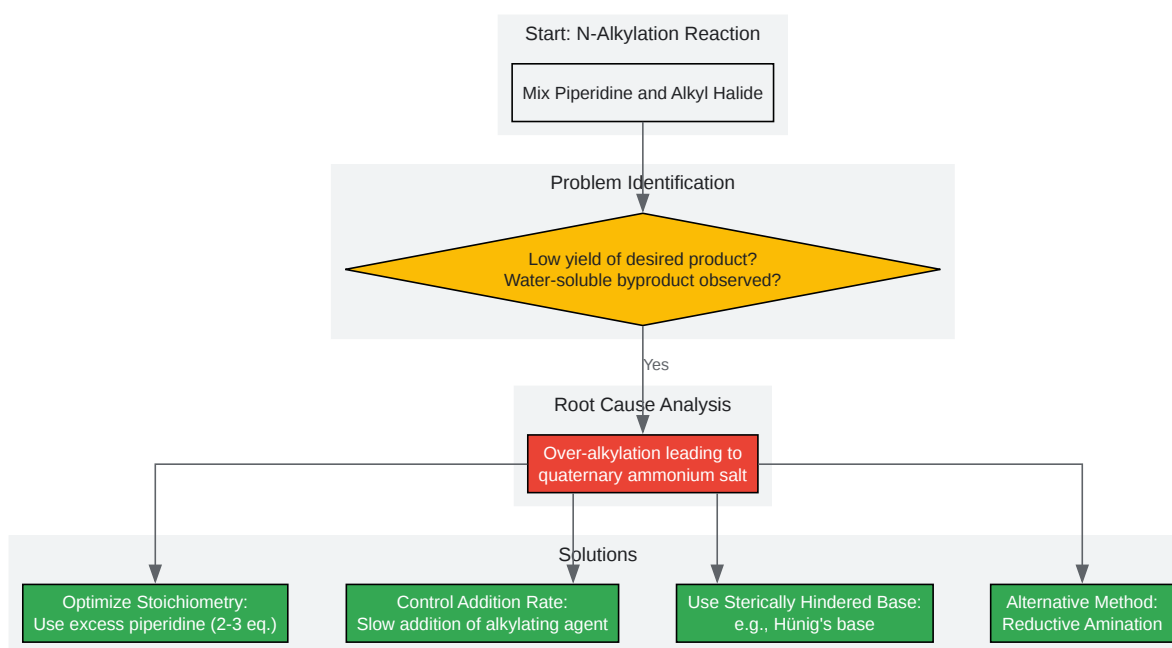 Start: N-Alkylation Reaction
Mix Piperidine and Alkyl Halide
Problem Identification
Low yield of desired product?
Water-soluble byproduct observed?
Yes
Root Cause Analysis
Over-alkylation leading to
quaternary ammonium salt
Solutions
Optimize Stoichiometry:
Use excess piperidine (2-3 eq.)
Control Addition Rate:
Slow addition of alkylating agent
Use Sterically Hindered Base:
e.g., Hünig's base
Alternative Method:
Reductive Amination